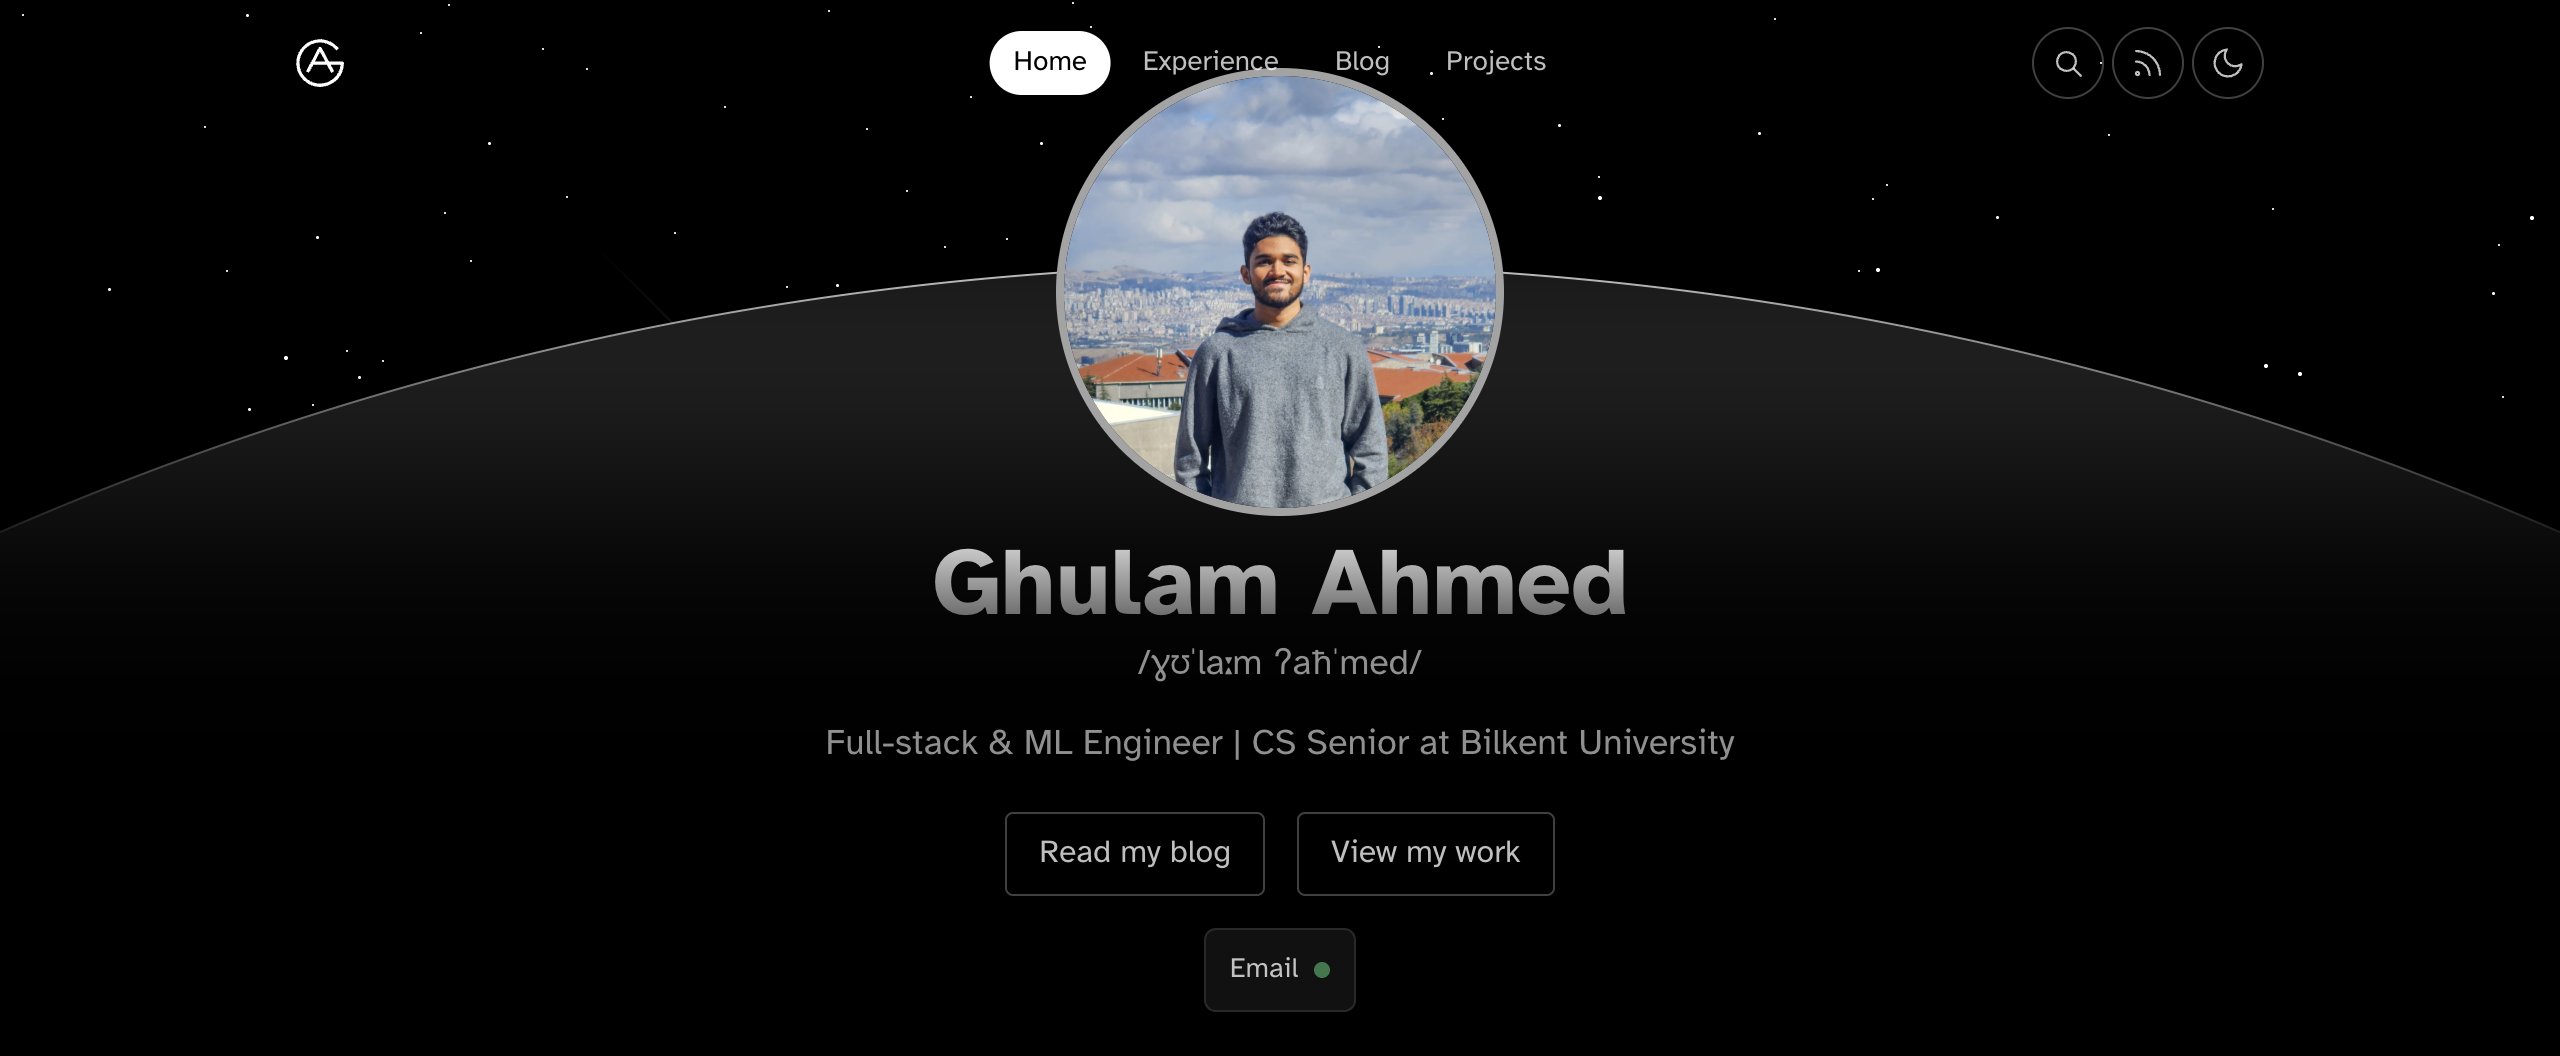 Home Experience Blog Projects
Ghulam Ahmed
/ɣʊˈlaːm ʔaħˈmed/
Full-stack & ML Engineer | CS Senior at Bilkent University
Read my blog View my work
Email